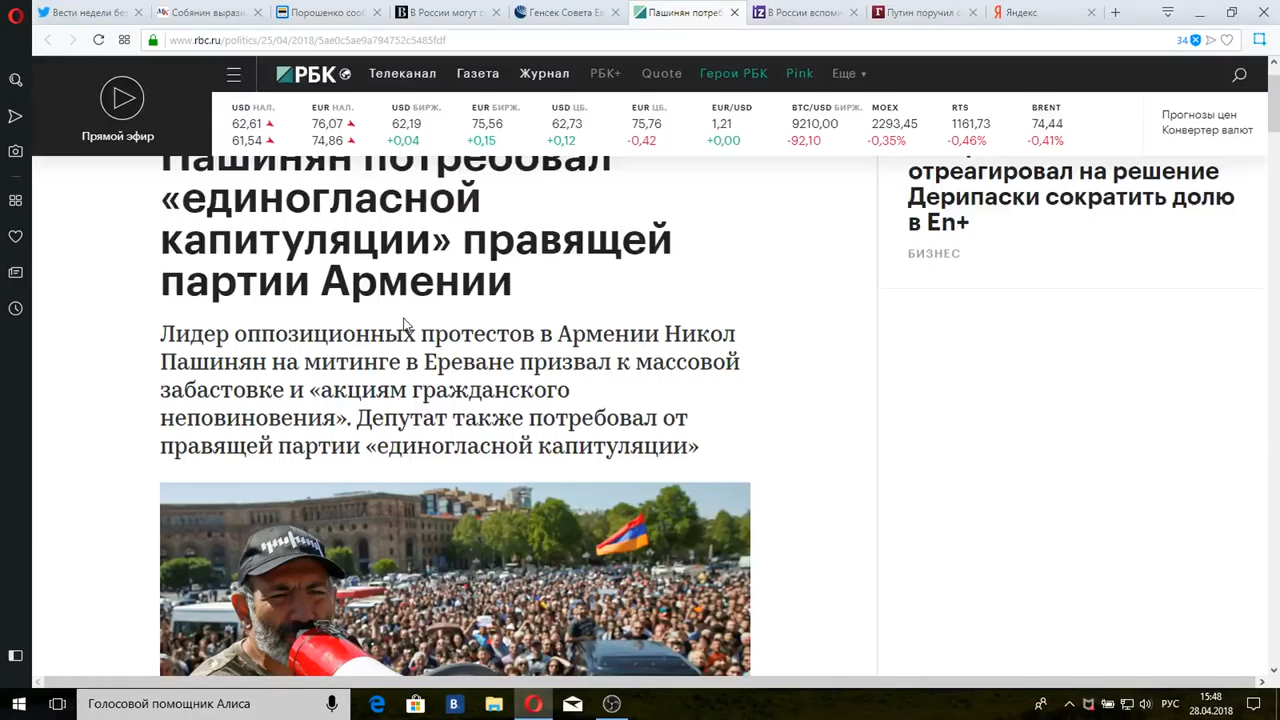 Вести недели бе
Собянин вырази
Порошенко сооб
В России могут
Генсек Совета Ев
Пашинян потреб
В России вспомн
Путин поручил с
Яндекс
www.rbc.ru/politics/25/04/2018/5ae0c5ae9a794752c5485fdf
34
РБК
Телеканал
Газета
Журнал
РБК+
Quote
Герои РБК
Pink
Еще
Прямой эфир
USD НАЛ. EUR НАЛ. USD БИРЖ. EUR БИРЖ. USD ЦБ. EUR ЦБ. EUR/USD BTC/USD БИРЖ. MOEX RTS BRENT
62,61 76,07 62,19 75,56 62,73 75,76 1,21 9210,00 2293,45 1161,73 74,44
61,54 74,86 +0,04 +0,15 +0,12 -0,42 +0,00 -92,10 -0,35% -0,46% -0,41%
Прогнозы цен
Конвертер валют
Пашинян потребовал
«единогласной
капитуляции» правящей
партии Армении
Лидер оппозиционных протестов в Армении Никол
Пашинян на митинге в Ереване призвал к массовой
забастовке и «акциям гражданского
неповиновения». Депутат также потребовал от
правящей партии «единогласной капитуляции»
отреагировал на решение
Дерипаски сократить долю
в En+
БИЗНЕС
դուխով
Голосовой помощник Алиса
РУС
15:48
28.04.2018